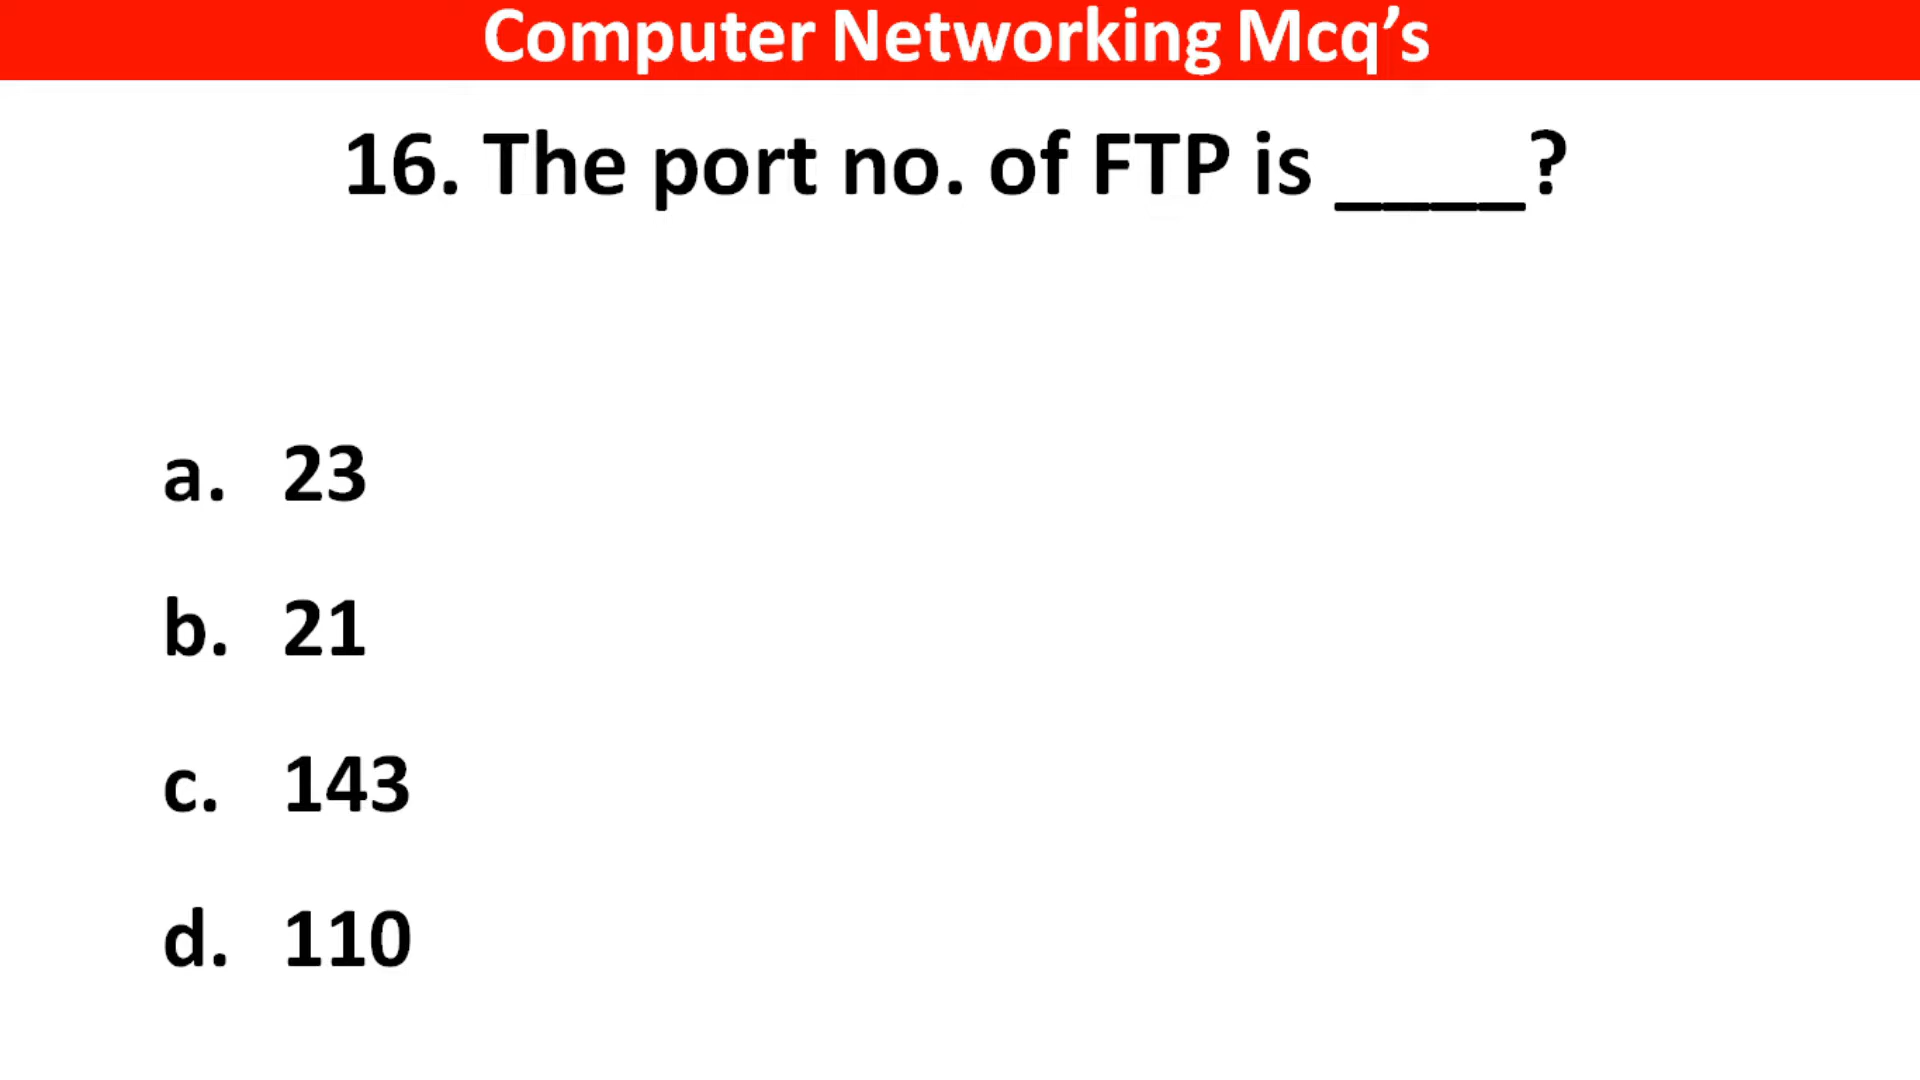 Computer Networking Mcq’s
16. The port no. of FTP is ____?
a. 23
b. 21
c. 143
d. 110